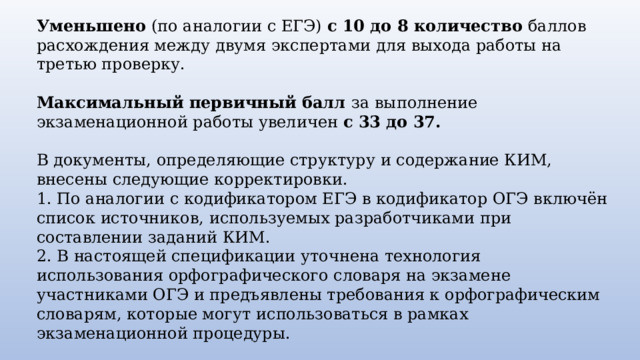 Уменьшено (по аналогии с ЕГЭ) с 10 до 8 количество баллов
расхождения между двумя экспертами для выхода работы на
третью проверку.
Максимальный первичный балл за выполнение
экзаменационной работы увеличен с 33 до 37.
В документы, определяющие структуру и содержание КИМ,
внесены следующие корректировки.
1. По аналогии с кодификатором ЕГЭ в кодификатор ОГЭ включён
список источников, используемых разработчиками при
составлении заданий КИМ.
2. В настоящей спецификации уточнена технология
использования орфографического словаря на экзамене
участниками ОГЭ и предъявлены требования к орфографическим
словарям, которые могут использоваться в рамках
экзаменационной процедуры.